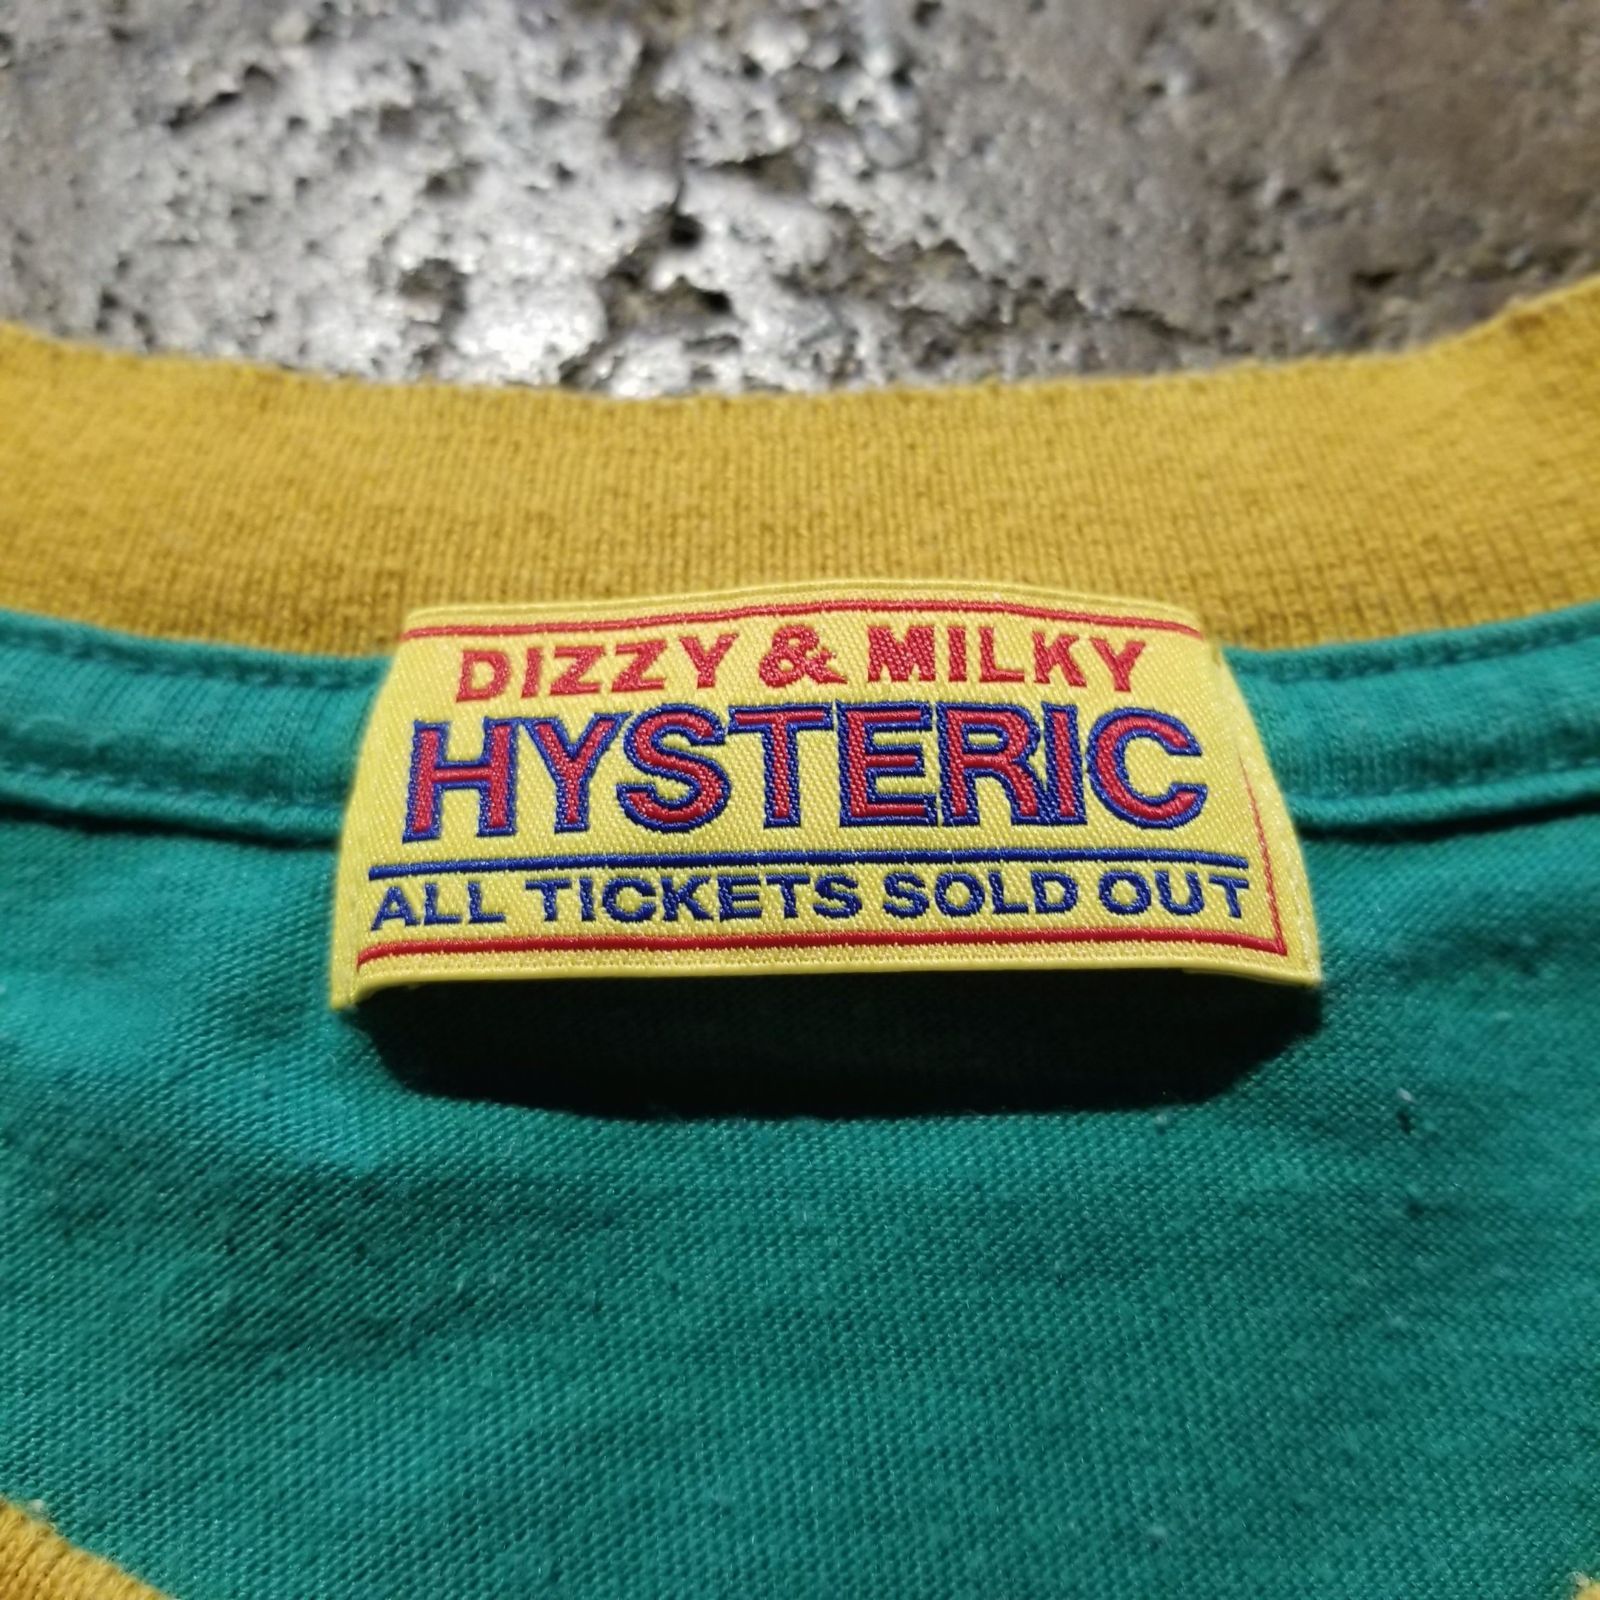 DIZZY & MILKY
HYSTERIC
ALL TICKETS SOLD OUT